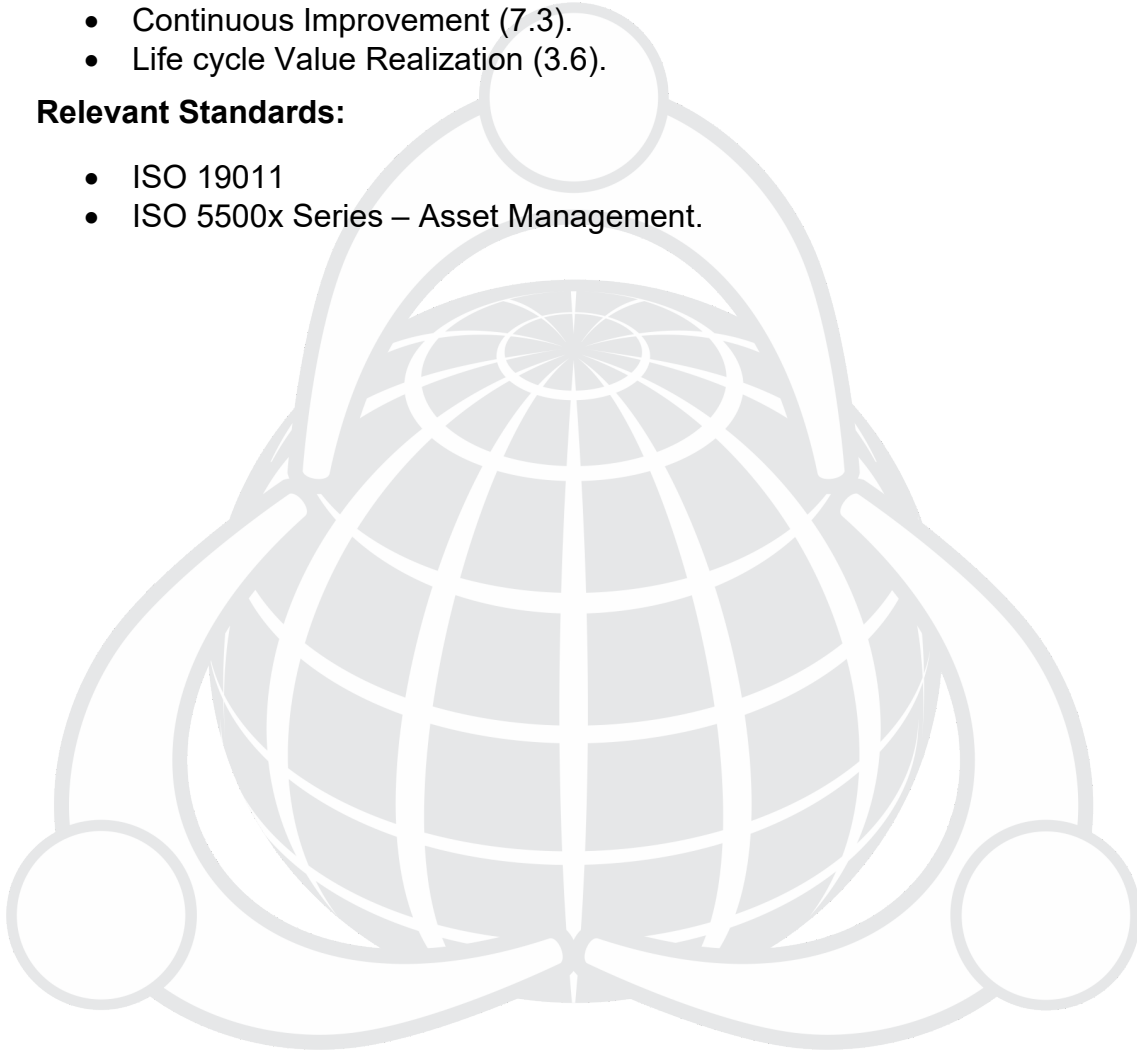 • Continuous Improvement (7.3).
• Life cycle Value Realization (3.6).
Relevant Standards:
• ISO 19011
• ISO 5500x Series – Asset Management.